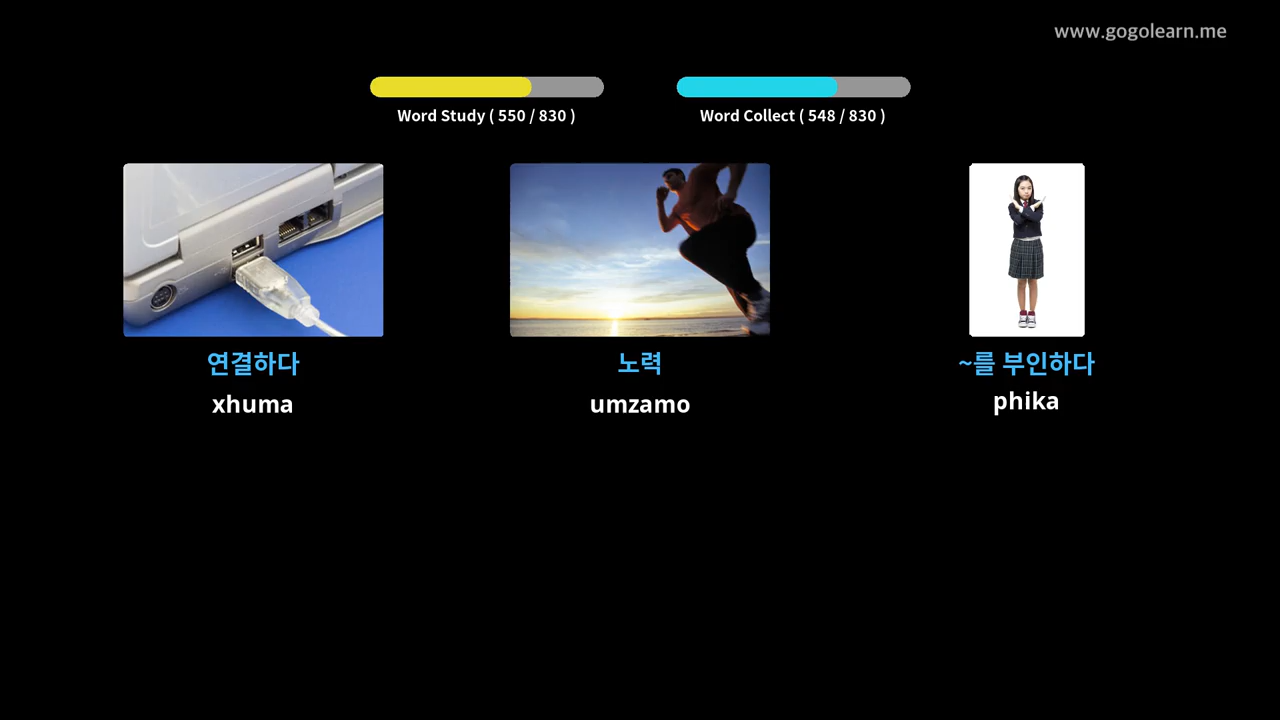 www.gogolearn.me
Word Study ( 550 / 830 )
Word Collect ( 548 / 830 )
연결하다
노력
~를 부인하다
xhuma
umzamo
phika